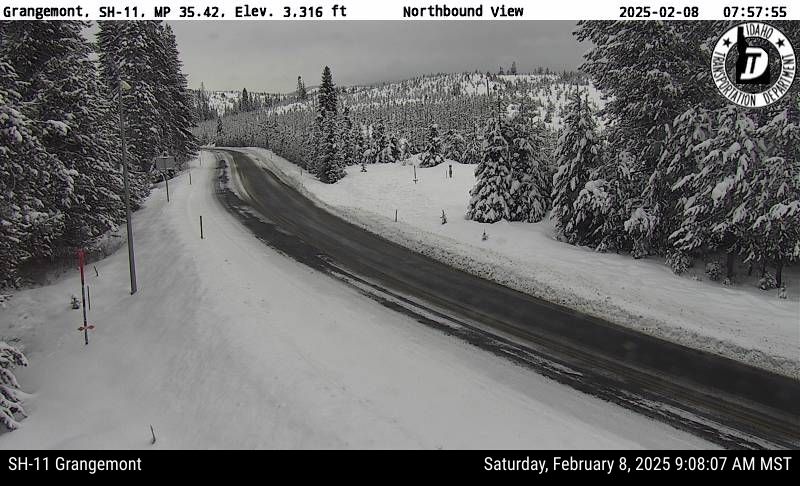 Grangemont, SH-11, MP 35.42, Elev. 3,316 ft Northbound View 2025-02-08 07:57:55
IDAHO
TRANSPORTATION DEPARTMENT
SH-11 Grangemont Saturday, February 8, 2025 9:08:07 AM MST